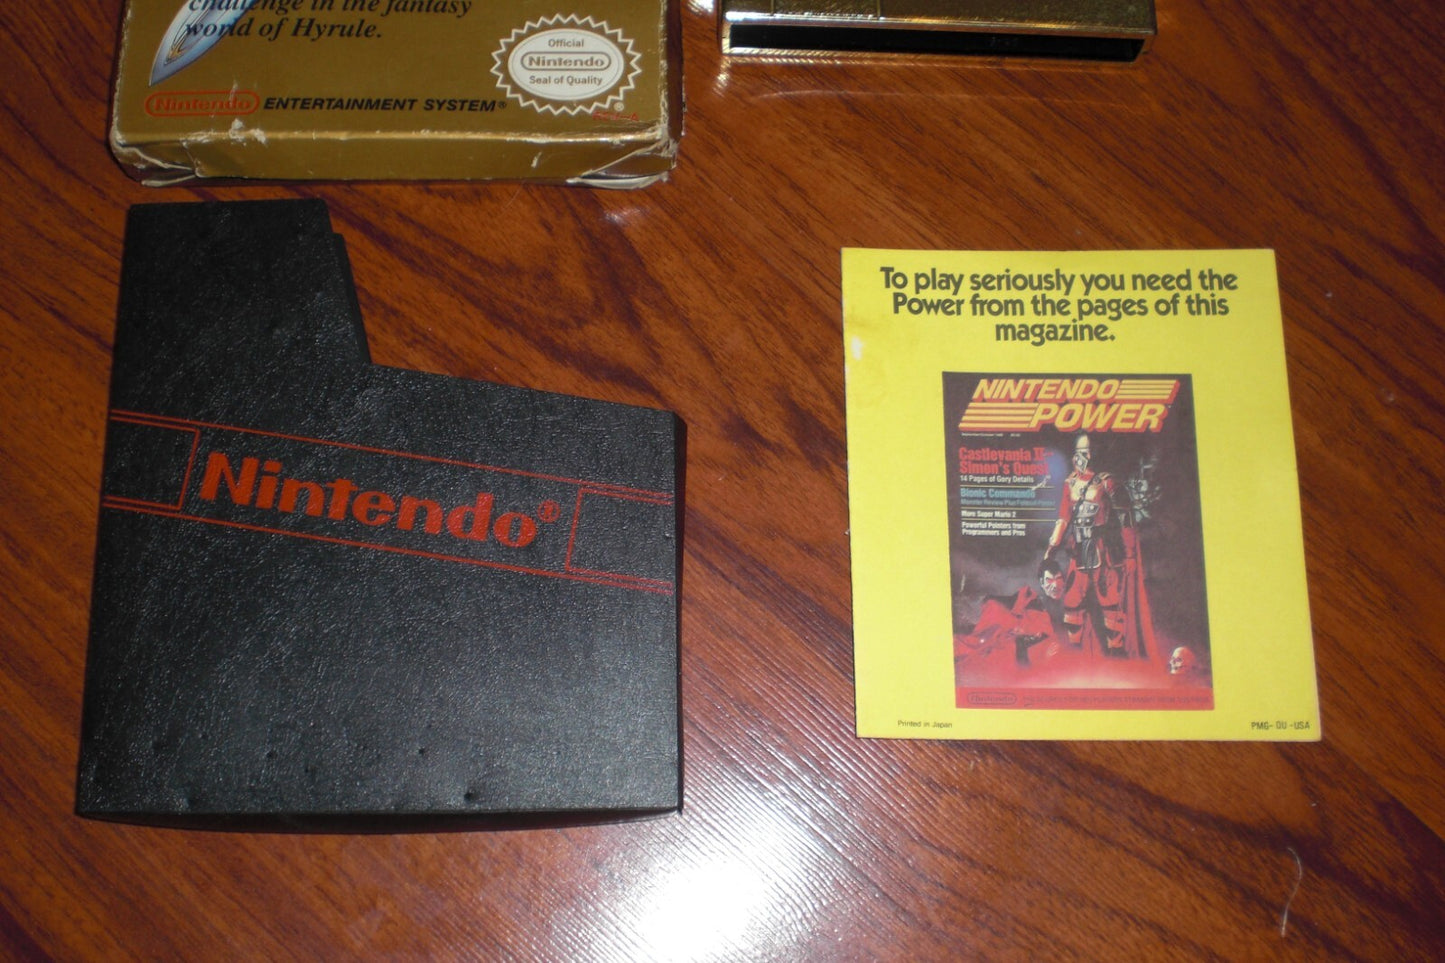 challenge in the fantasy
world of Hyrule.
Official
Nintendo
Seal of Quality
Nintendo ENTERTAINMENT SYSTEM®
Nintendo®
To play seriously you need the
Power from the pages of this
magazine.
NINTENDO
POWER
Castlevania II
Simon's Quest
14 Pages of Gory Details
Bionic Commando
More Super Mario 2
Powerful Pointers from
Programmers and Pros
Nintendo
Printed in Japan
PMG-QU-USA